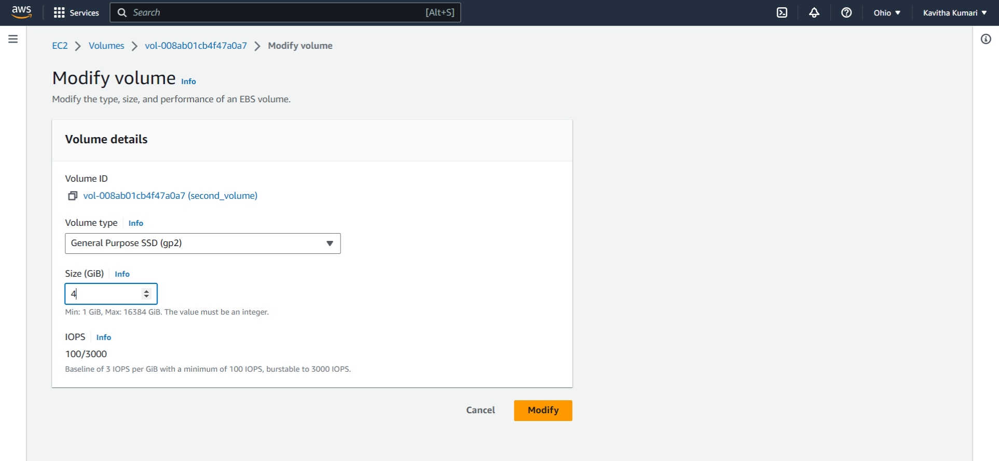 aws Services Search [Alt+S] Ohio Kavitha Kumari
EC2 Volumes vol-008ab01cb4f47a0a7 Modify volume
Modify volume Info
Modify the type, size, and performance of an EBS volume.
Volume details
Volume ID
vol-008ab01cb4f47a0a7 (second_volume)
Volume type Info
General Purpose SSD (gp2)
Size (GiB) Info
4
Min: 1 GiB, Max: 16384 GiB. The value must be an integer.
IOPS Info
100/3000
Baseline of 3 IOPS per GiB with a minimum of 100 IOPS, burstable to 3000 IOPS.
Cancel Modify